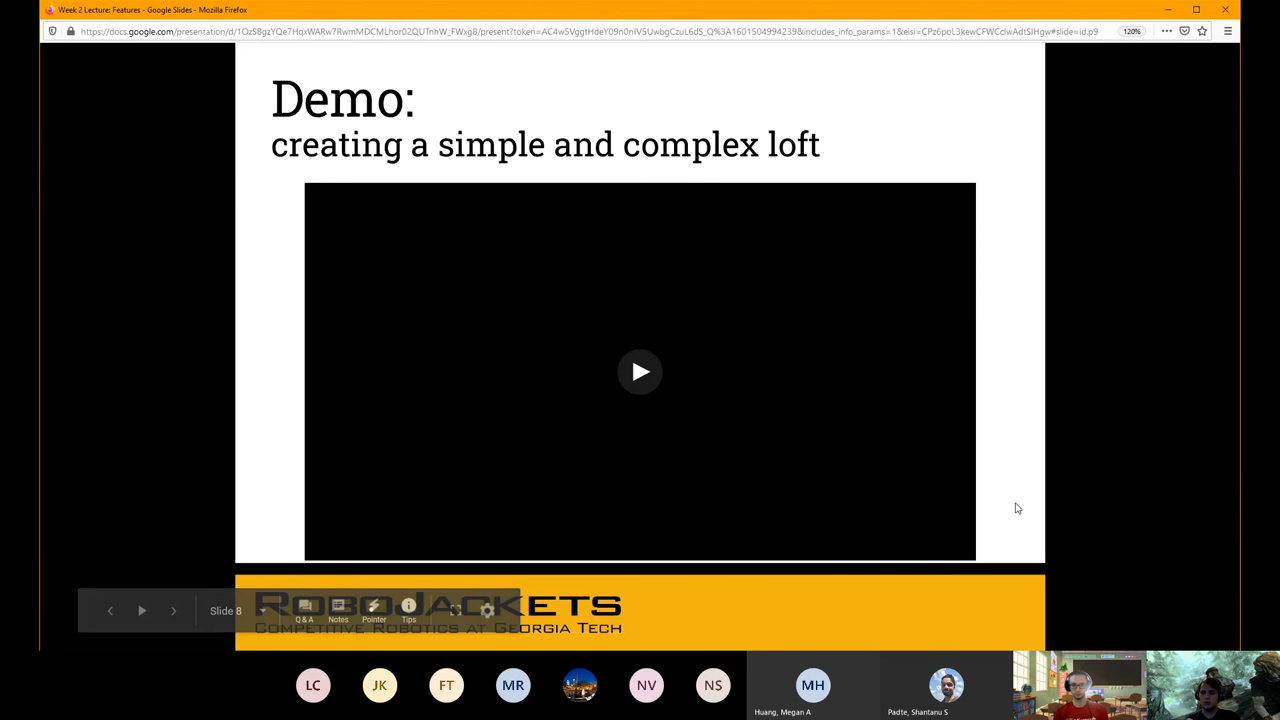 Week 2 Lecture: Features - Google Slides - Mozilla Firefox
120%
Demo:
creating a simple and complex loft
Slide 8
Q & A
Notes
Pointer
Tips
ROBOJACKETS
COMPETITIVE ROBOTICS AT GEORGIA TECH
LC
JK
FT
MR
NV
NS
MH
Huang, Megan A
Padte, Shantanu S